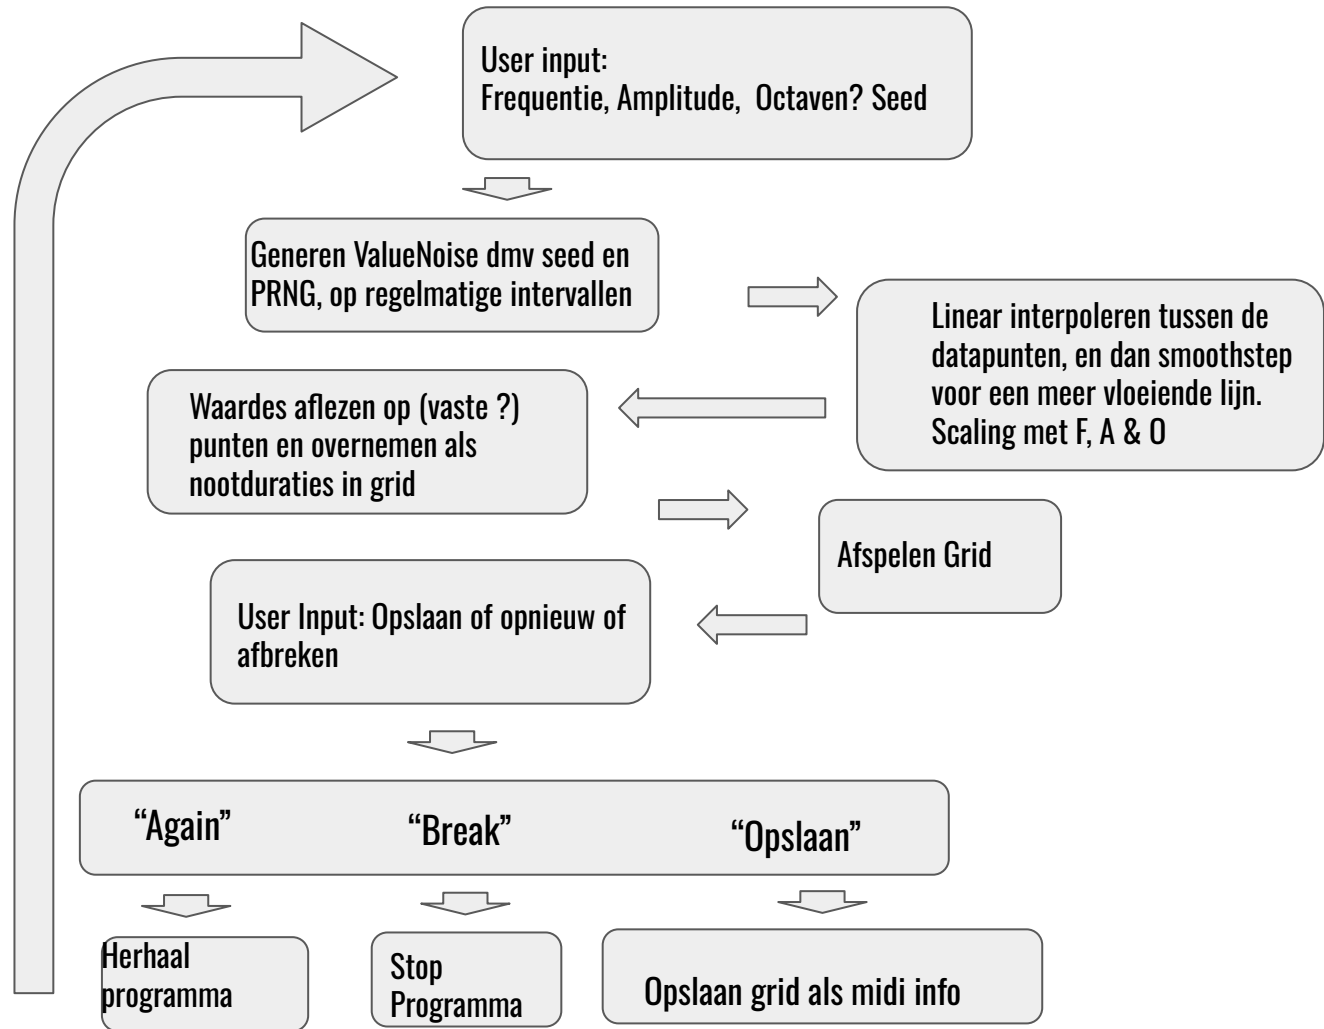 User input:
Frequentie, Amplitude, Octaven? Seed
Generen ValueNoise dmv seed en
PRNG, op regelmatige intervallen
Linear interpoleren tussen de
datapunten, en dan smoothstep
voor een meer vloeiende lijn.
Scaling met F, A & O
Waardes aflezen op (vaste ?)
punten en overnemen als
nootduraties in grid
Afspelen Grid
User Input: Opslaan of opnieuw of
afbreken
“Again”
“Break”
“Opslaan”
Herhaal
programma
Stop
Programma
Opslaan grid als midi info